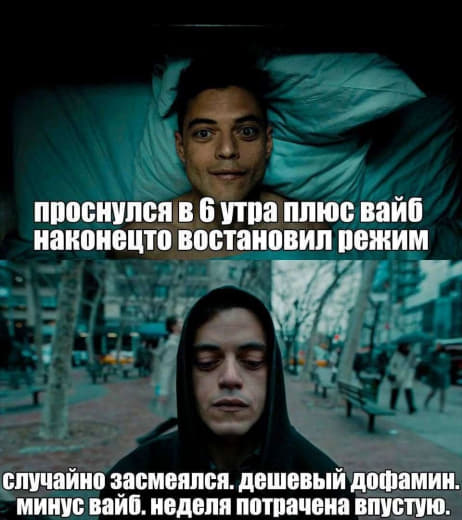 проснулся в 6 утра плюс вайб
наконецто востановил режим
случайно засмеялся. дешевый дофамин.
минус вайб. неделя потрачена впустую.